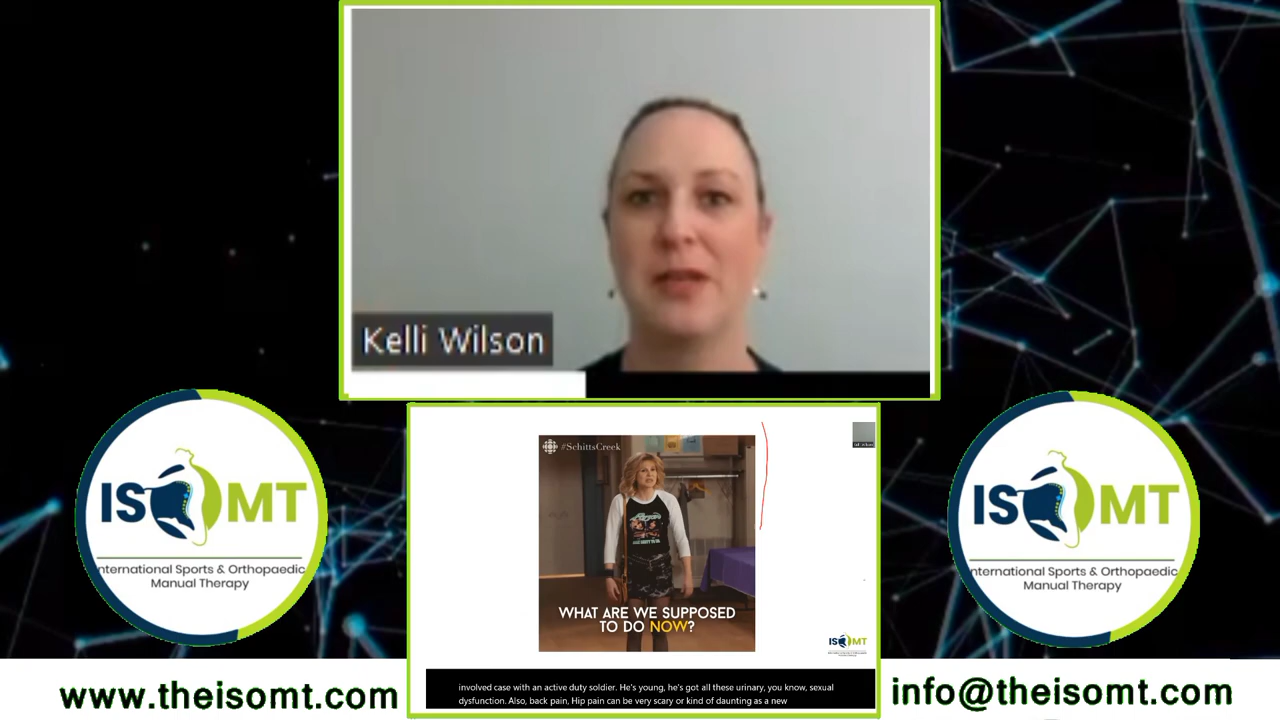 Kelli Wilson
#SchittsCreek
WHAT ARE WE SUPPOSED
TO DO NOW?
ISOMT
involved case with an active duty soldier. He's young, he's got all these urinary, you know, sexual
dysfunction. Also, back pain, Hip pain can be very scary or kind of daunting as a new
ISOMT
nternational Sports & Orthopaedic
Manual Therapy
ISOMT
nternational Sports & Orthopaedic
Manual Therapy
www.theisomt.com
info@theisomt.com